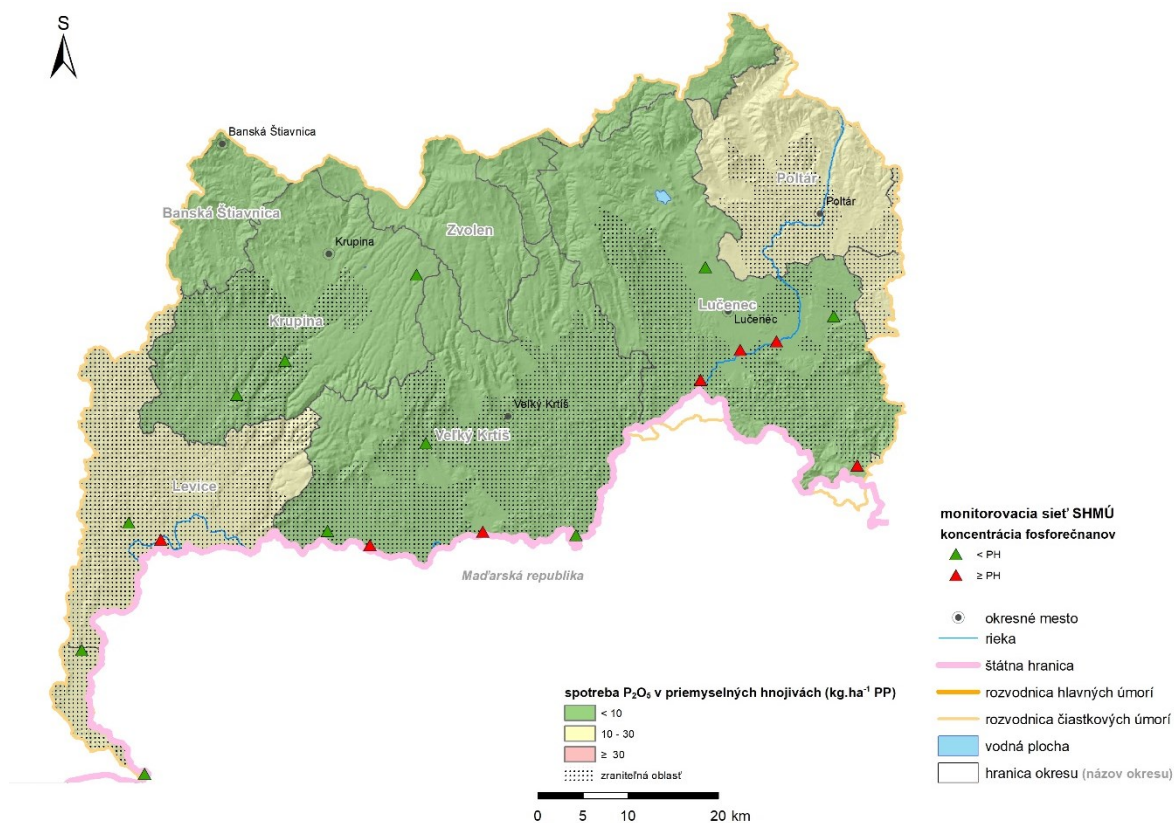 S
Banská Štiavnica
Poltár
Poltár
Banská Štiavnica
Zvolen
Krupina
Lučenec
Krupina
Lučenec
Veľký Krtíš
Veľký Krtíš
Levice
monitorovacia sieť SHMÚ
koncentrácia fosforečnanov
< PH
≥ PH
Maďarská republika
okresné mesto
rieka
štátna hranica
spotreba P₂O₅ v priemyselných hnojivách (kg.ha⁻¹ PP)
rozvodnica hlavných úmorí
< 10
rozvodnica čiastkových úmorí
10 - 30
vodná plocha
≥ 30
zraniteľná oblasť
hranica okresu (názov okresu)
0 5 10 20 km